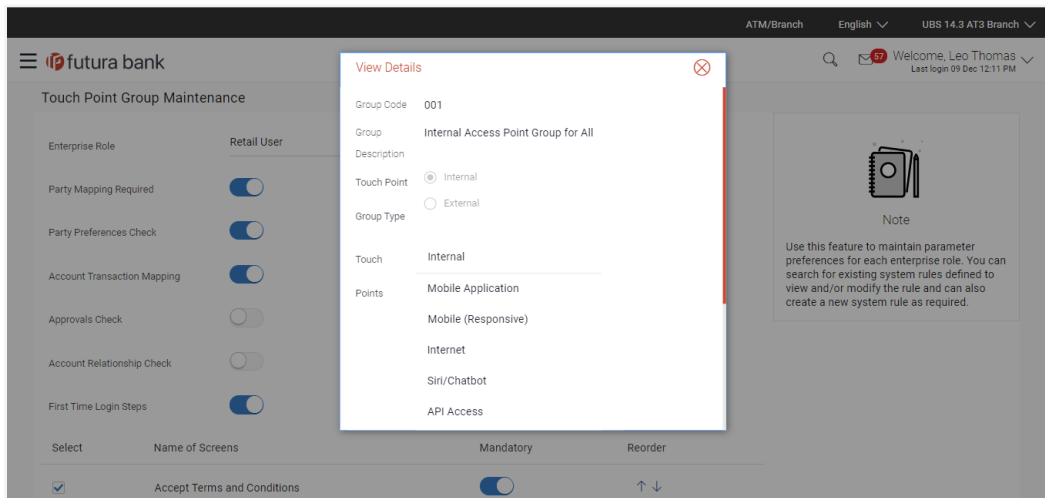 ATM/Branch English UBS 14.3 AT3 Branch
futura bank
57 Welcome, Leo Thomas
Last login 09 Dec 12:11 PM
Touch Point Group Maintenance
Enterprise Role Retail User
Party Mapping Required
Party Preferences Check
Account Transaction Mapping
Approvals Check
Account Relationship Check
First Time Login Steps
Select Name of Screens Mandatory Reorder
Accept Terms and Conditions
View Details
Group Code 001
Group Internal Access Point Group for All
Description
Touch Point Internal
External
Group Type
Touch Internal
Points Mobile Application
Mobile (Responsive)
Internet
Siri/Chatbot
API Access
Note
Use this feature to maintain parameter
preferences for each enterprise role. You can
search for existing system rules defined to
view and/or modify the rule and can also
create a new system rule as required.